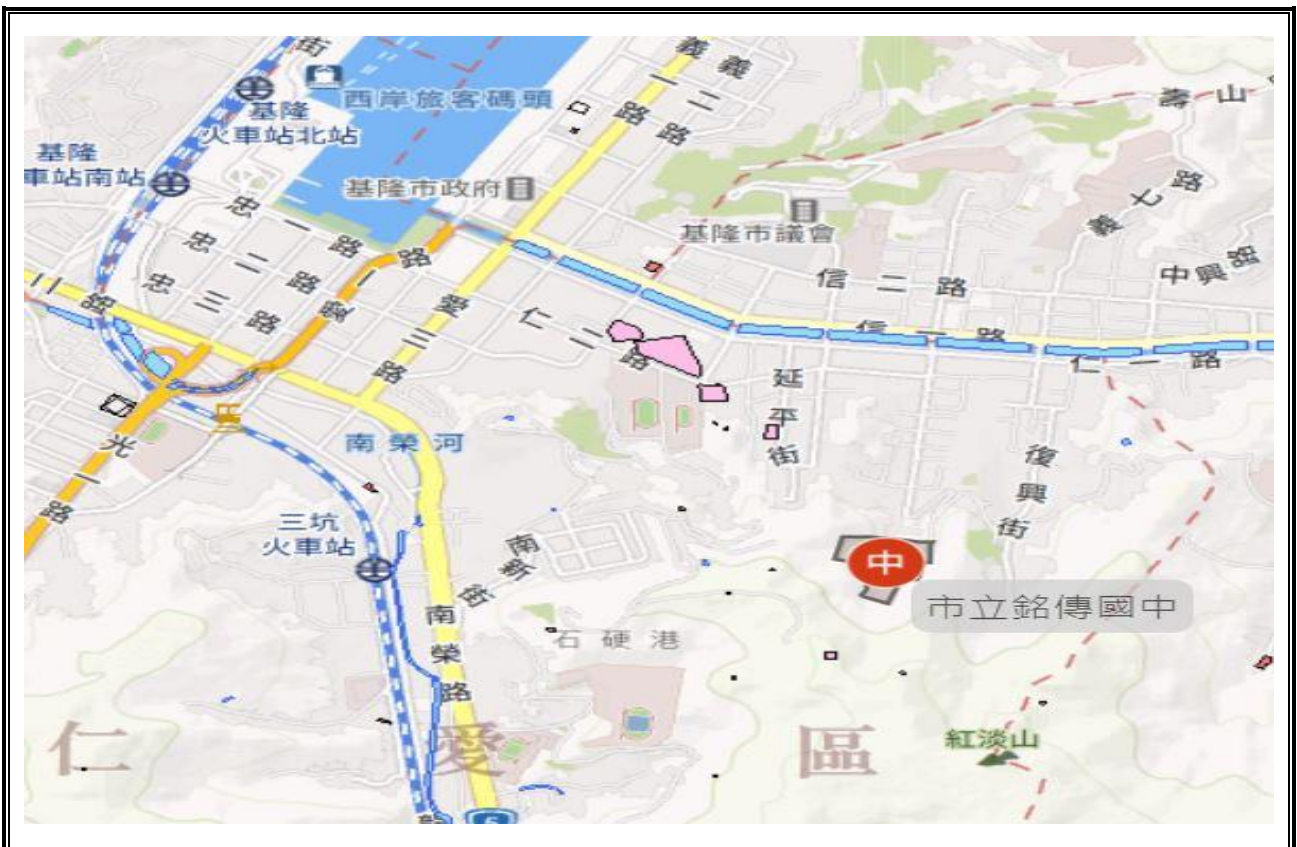 街
義一路
義二路
壽山
西岸旅客碼頭
基隆
火車站北站
基隆
車站南站
基隆市政府
義七路
忠一路
基隆市議會
忠二路
忠三路
信二路
中興路
愛三路
仁二路
信一路
仁一路
延平街
南榮河
復興街
光一路
三坑
火車站
南新街
中
市立銘傳國中
南榮路
石硬港
仁愛區
紅淡山
5